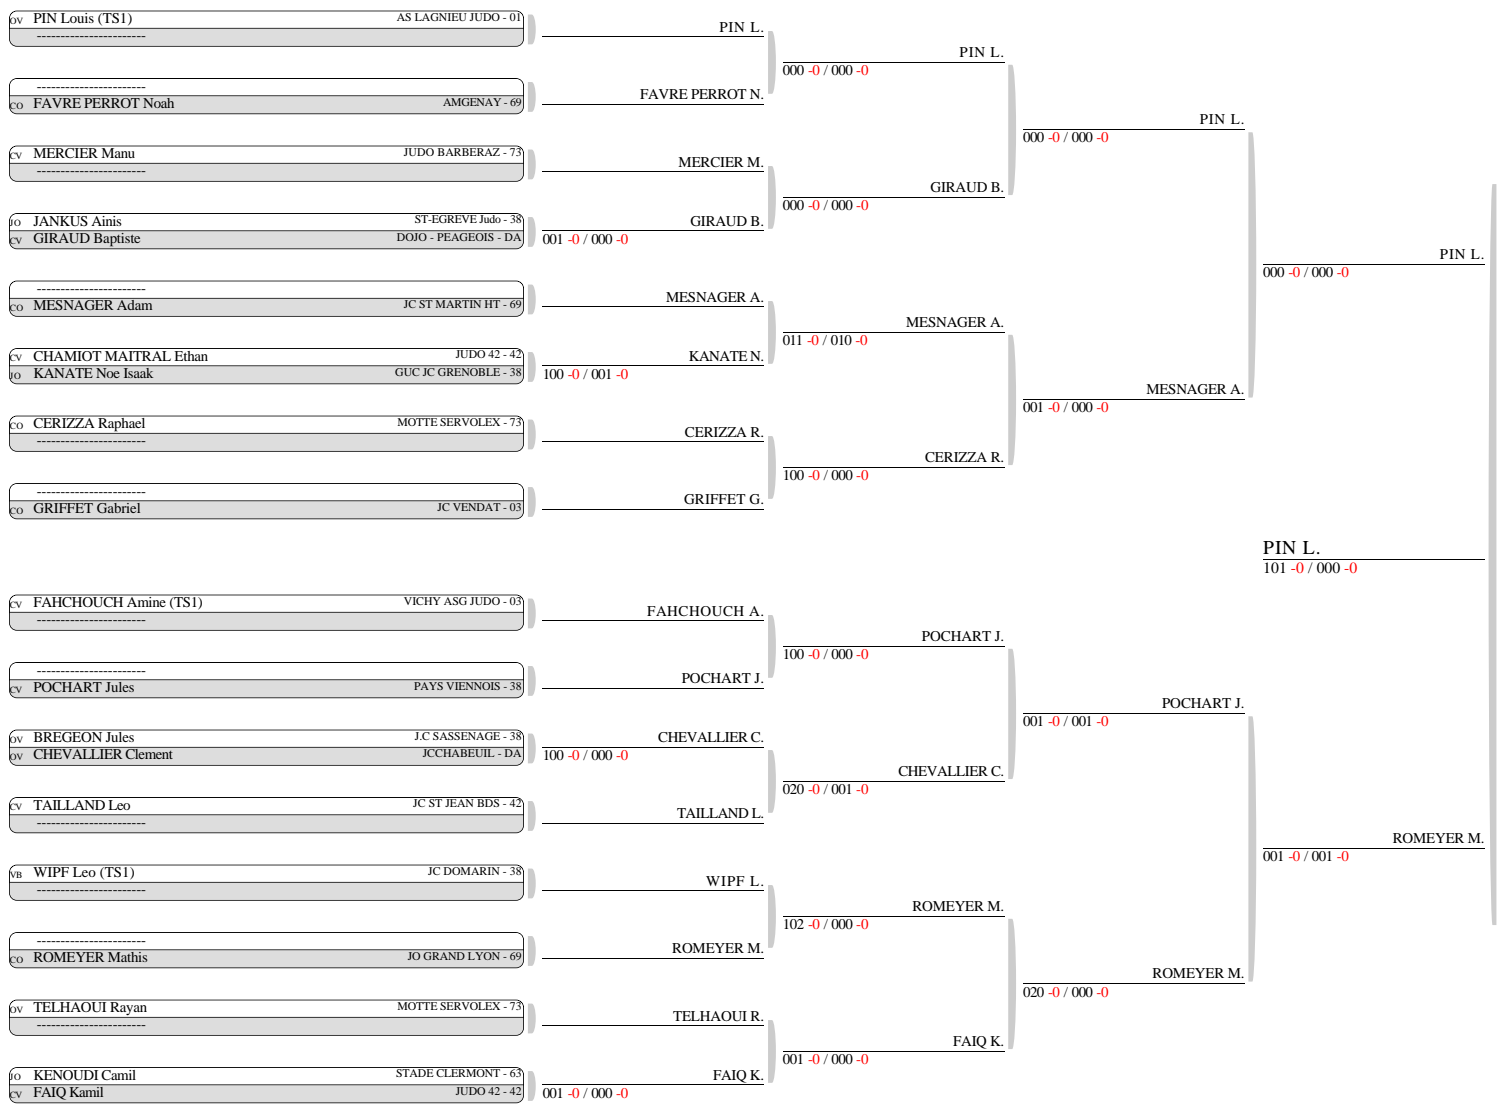 OV PIN Louis (TS1) AS LAGNIEU JUDO - 01
-----------------------
-----------------------
CO FAVRE PERROT Noah AMGENAY - 69
CV MERCIER Manu JUDO BARBERAZ - 73
-----------------------
JO JANKUS Ainis ST-EGREVE Judo - 38
CV GIRAUD Baptiste DOJO - PEAGEOIS - DA
-----------------------
CO MESNAGER Adam JC ST MARTIN HT - 69
CV CHAMIOT MAITRAL Ethan JUDO 42 - 42
JO KANATE Noe Isaak GUC JC GRENOBLE - 38
CO CERIZZA Raphael MOTTE SERVOLEX - 73
-----------------------
-----------------------
CO GRIFFET Gabriel JC VENDAT - 03
CV FAHCHOUCH Amine (TS1) VICHY ASG JUDO - 03
-----------------------
-----------------------
CV POCHART Jules PAYS VIENNOIS - 38
OV BREGEON Jules J.C SASSENAGE - 38
OV CHEVALLIER Clement JCCHABEUIL - DA
CV TAILLAND Leo JC ST JEAN BDS - 42
-----------------------
VB WIPF Leo (TS1) JC DOMARIN - 38
-----------------------
-----------------------
CO ROMEYER Mathis JO GRAND LYON - 69
OV TELHAOUI Rayan MOTTE SERVOLEX - 73
-----------------------
JO KENOUDI Camil STADE CLERMONT - 63
CV FAIQ Kamil JUDO 42 - 42
PIN L.
FAVRE PERROT N.
MERCIER M.
GIRAUD B.
001 -0 / 000 -0
MESNAGER A.
KANATE N.
100 -0 / 001 -0
CERIZZA R.
GRIFFET G.
FAHCHOUCH A.
POCHART J.
CHEVALLIER C.
100 -0 / 000 -0
TAILLAND L.
WIPF L.
ROMEYER M.
TELHAOUI R.
FAIQ K.
001 -0 / 000 -0
PIN L.
000 -0 / 000 -0
GIRAUD B.
000 -0 / 000 -0
MESNAGER A.
011 -0 / 010 -0
CERIZZA R.
100 -0 / 000 -0
POCHART J.
100 -0 / 000 -0
CHEVALLIER C.
020 -0 / 001 -0
ROMEYER M.
102 -0 / 000 -0
FAIQ K.
001 -0 / 000 -0
PIN L.
000 -0 / 000 -0
MESNAGER A.
001 -0 / 000 -0
POCHART J.
001 -0 / 001 -0
ROMEYER M.
020 -0 / 000 -0
PIN L.
000 -0 / 000 -0
PIN L.
101 -0 / 000 -0
ROMEYER M.
001 -0 / 001 -0